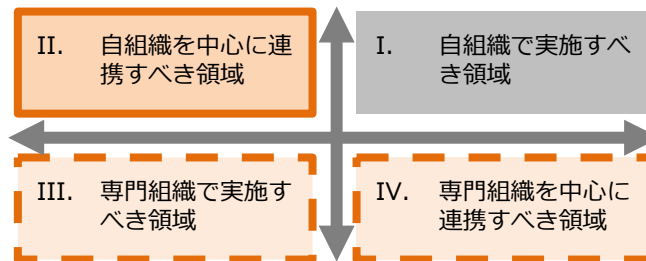 II. 自組織を中心に連
携すべき領域
I. 自組織で実施すべ
き領域
III. 専門組織で実施す
べき領域
IV. 専門組織を中心に
連携すべき領域